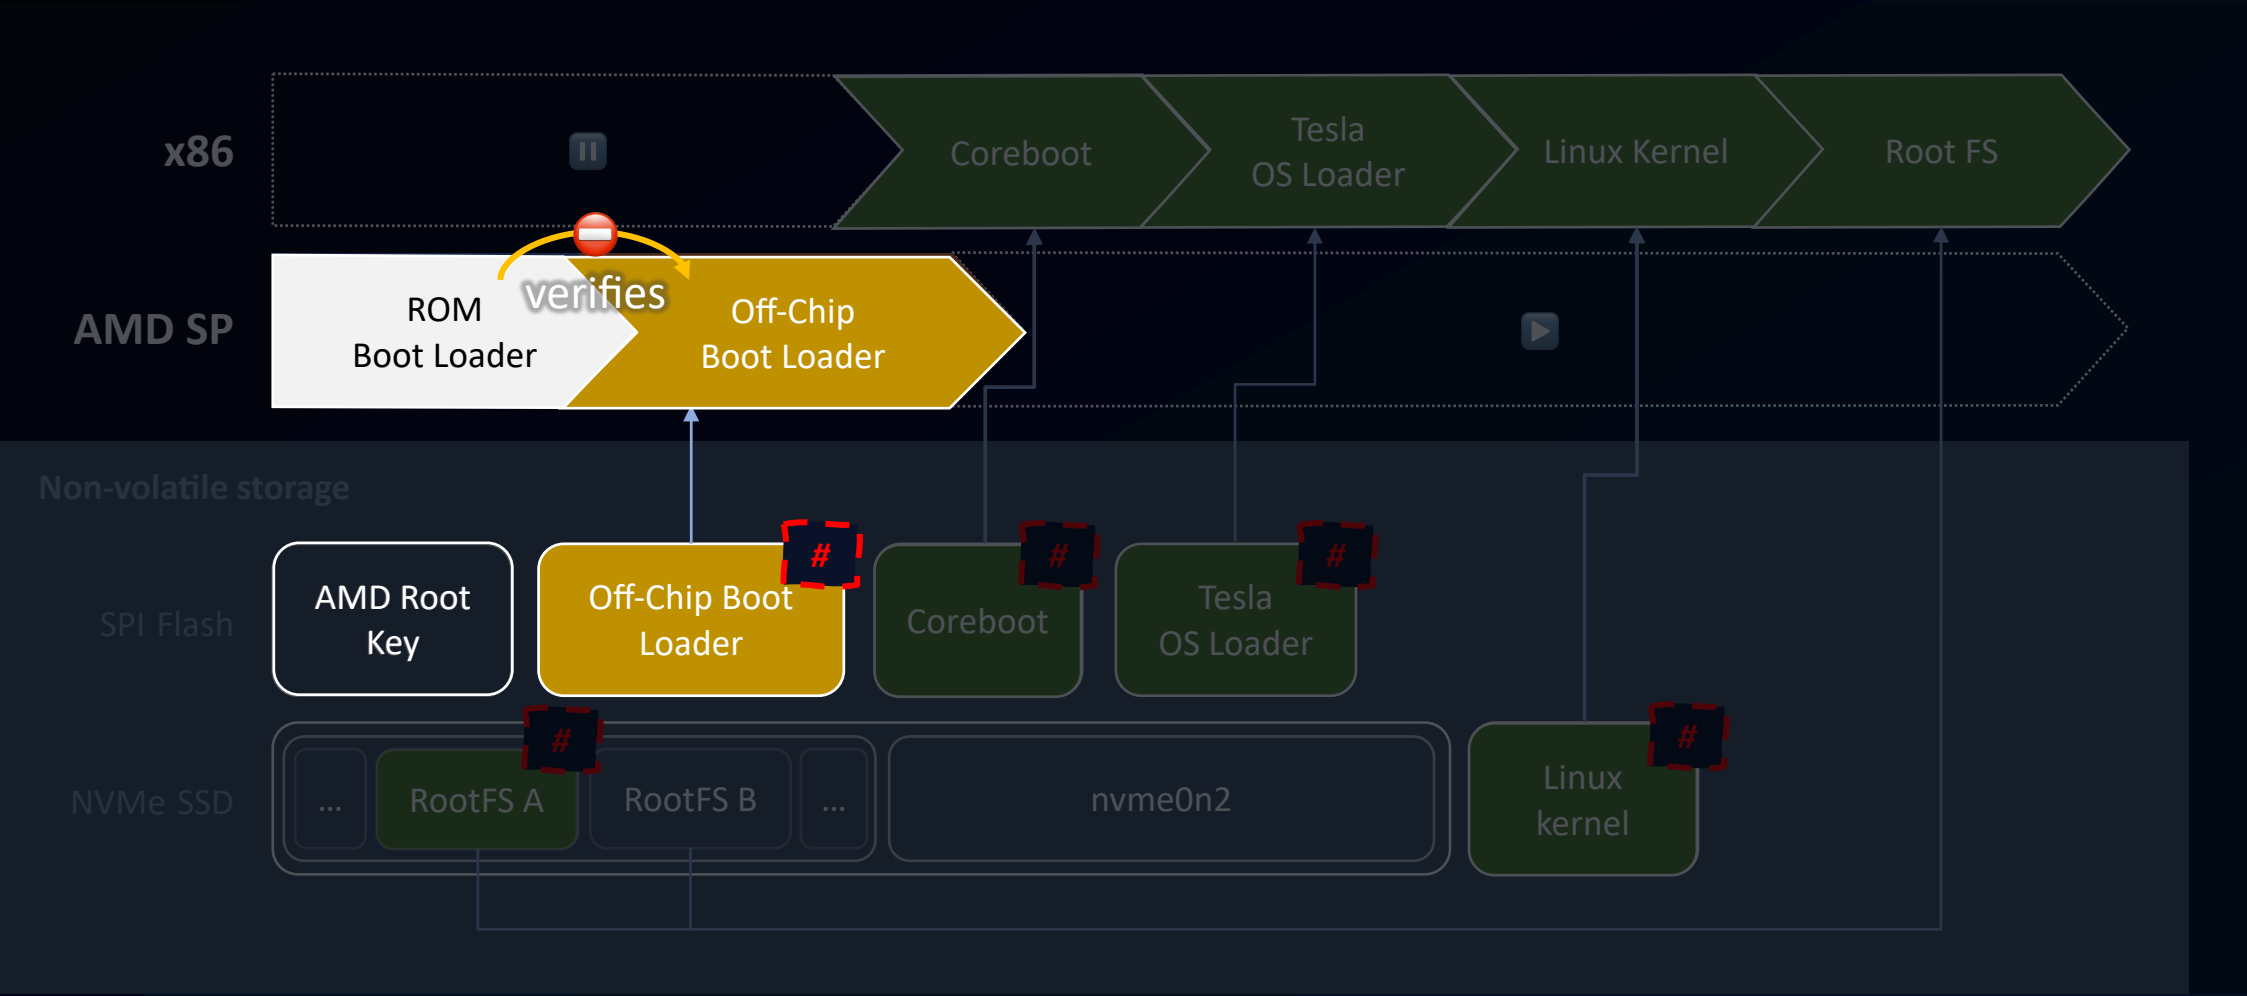 x86
Coreboot
Tesla
OS Loader
Linux Kernel
Root FS
AMD SP
ROM
Boot Loader
verifies
Off-Chip
Boot Loader
Non-volatile storage
SPI Flash
AMD Root
Key
Off-Chip Boot
Loader
#
Coreboot
#
Tesla
OS Loader
#
NVMe SSD
...
RootFS A
#
RootFS B
...
nvme0n2
Linux
kernel
#